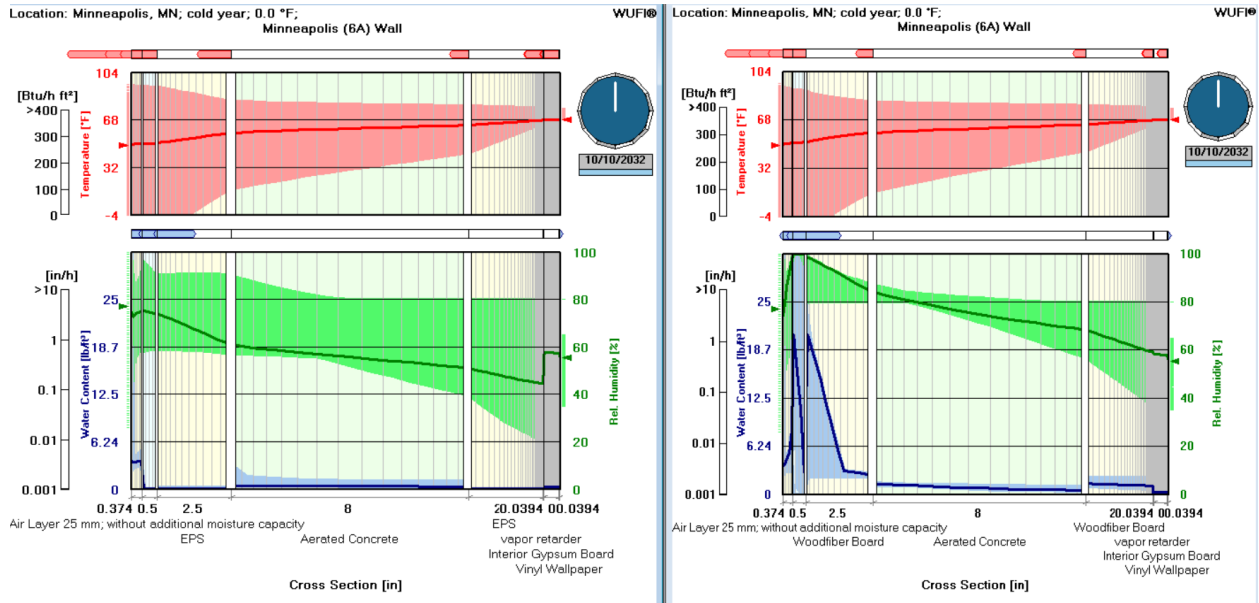 Location: Minneapolis, MN; cold year; 0.0 °F;
WUFI®
Minneapolis (6A) Wall
104
[Btu/h ft²]
>400
68
300
Temperature [°F]
200
32
100
0
-4
10/10/2032
100
[in/h]
>10
25
80
1
18.7
60
Water Content [lb/ft³]
Rel. Humidity [%]
0.1
12.5
40
0.01
6.24
20
0.001
0
0
0.374 0.5 2.5 8 20.0394 00.0394
Air Layer 25 mm; without additional moisture capacity EPS
EPS Aerated Concrete vapor retarder
Interior Gypsum Board
Vinyl Wallpaper
Cross Section [in]
Location: Minneapolis, MN; cold year; 0.0 °F;
WUFI®
Minneapolis (6A) Wall
104
[Btu/h ft²]
>400
68
300
Temperature [°F]
200
32
100
0
-4
10/10/2032
100
[in/h]
>10
25
80
1
18.7
60
Water Content [lb/ft³]
Rel. Humidity [%]
0.1
12.5
40
0.01
6.24
20
0.001
0
0
0.374 0.5 2.5 8 20.0394 00.0394
Air Layer 25 mm; without additional moisture capacity Woodfiber Board
Woodfiber Board Aerated Concrete vapor retarder
Interior Gypsum Board
Vinyl Wallpaper
Cross Section [in]